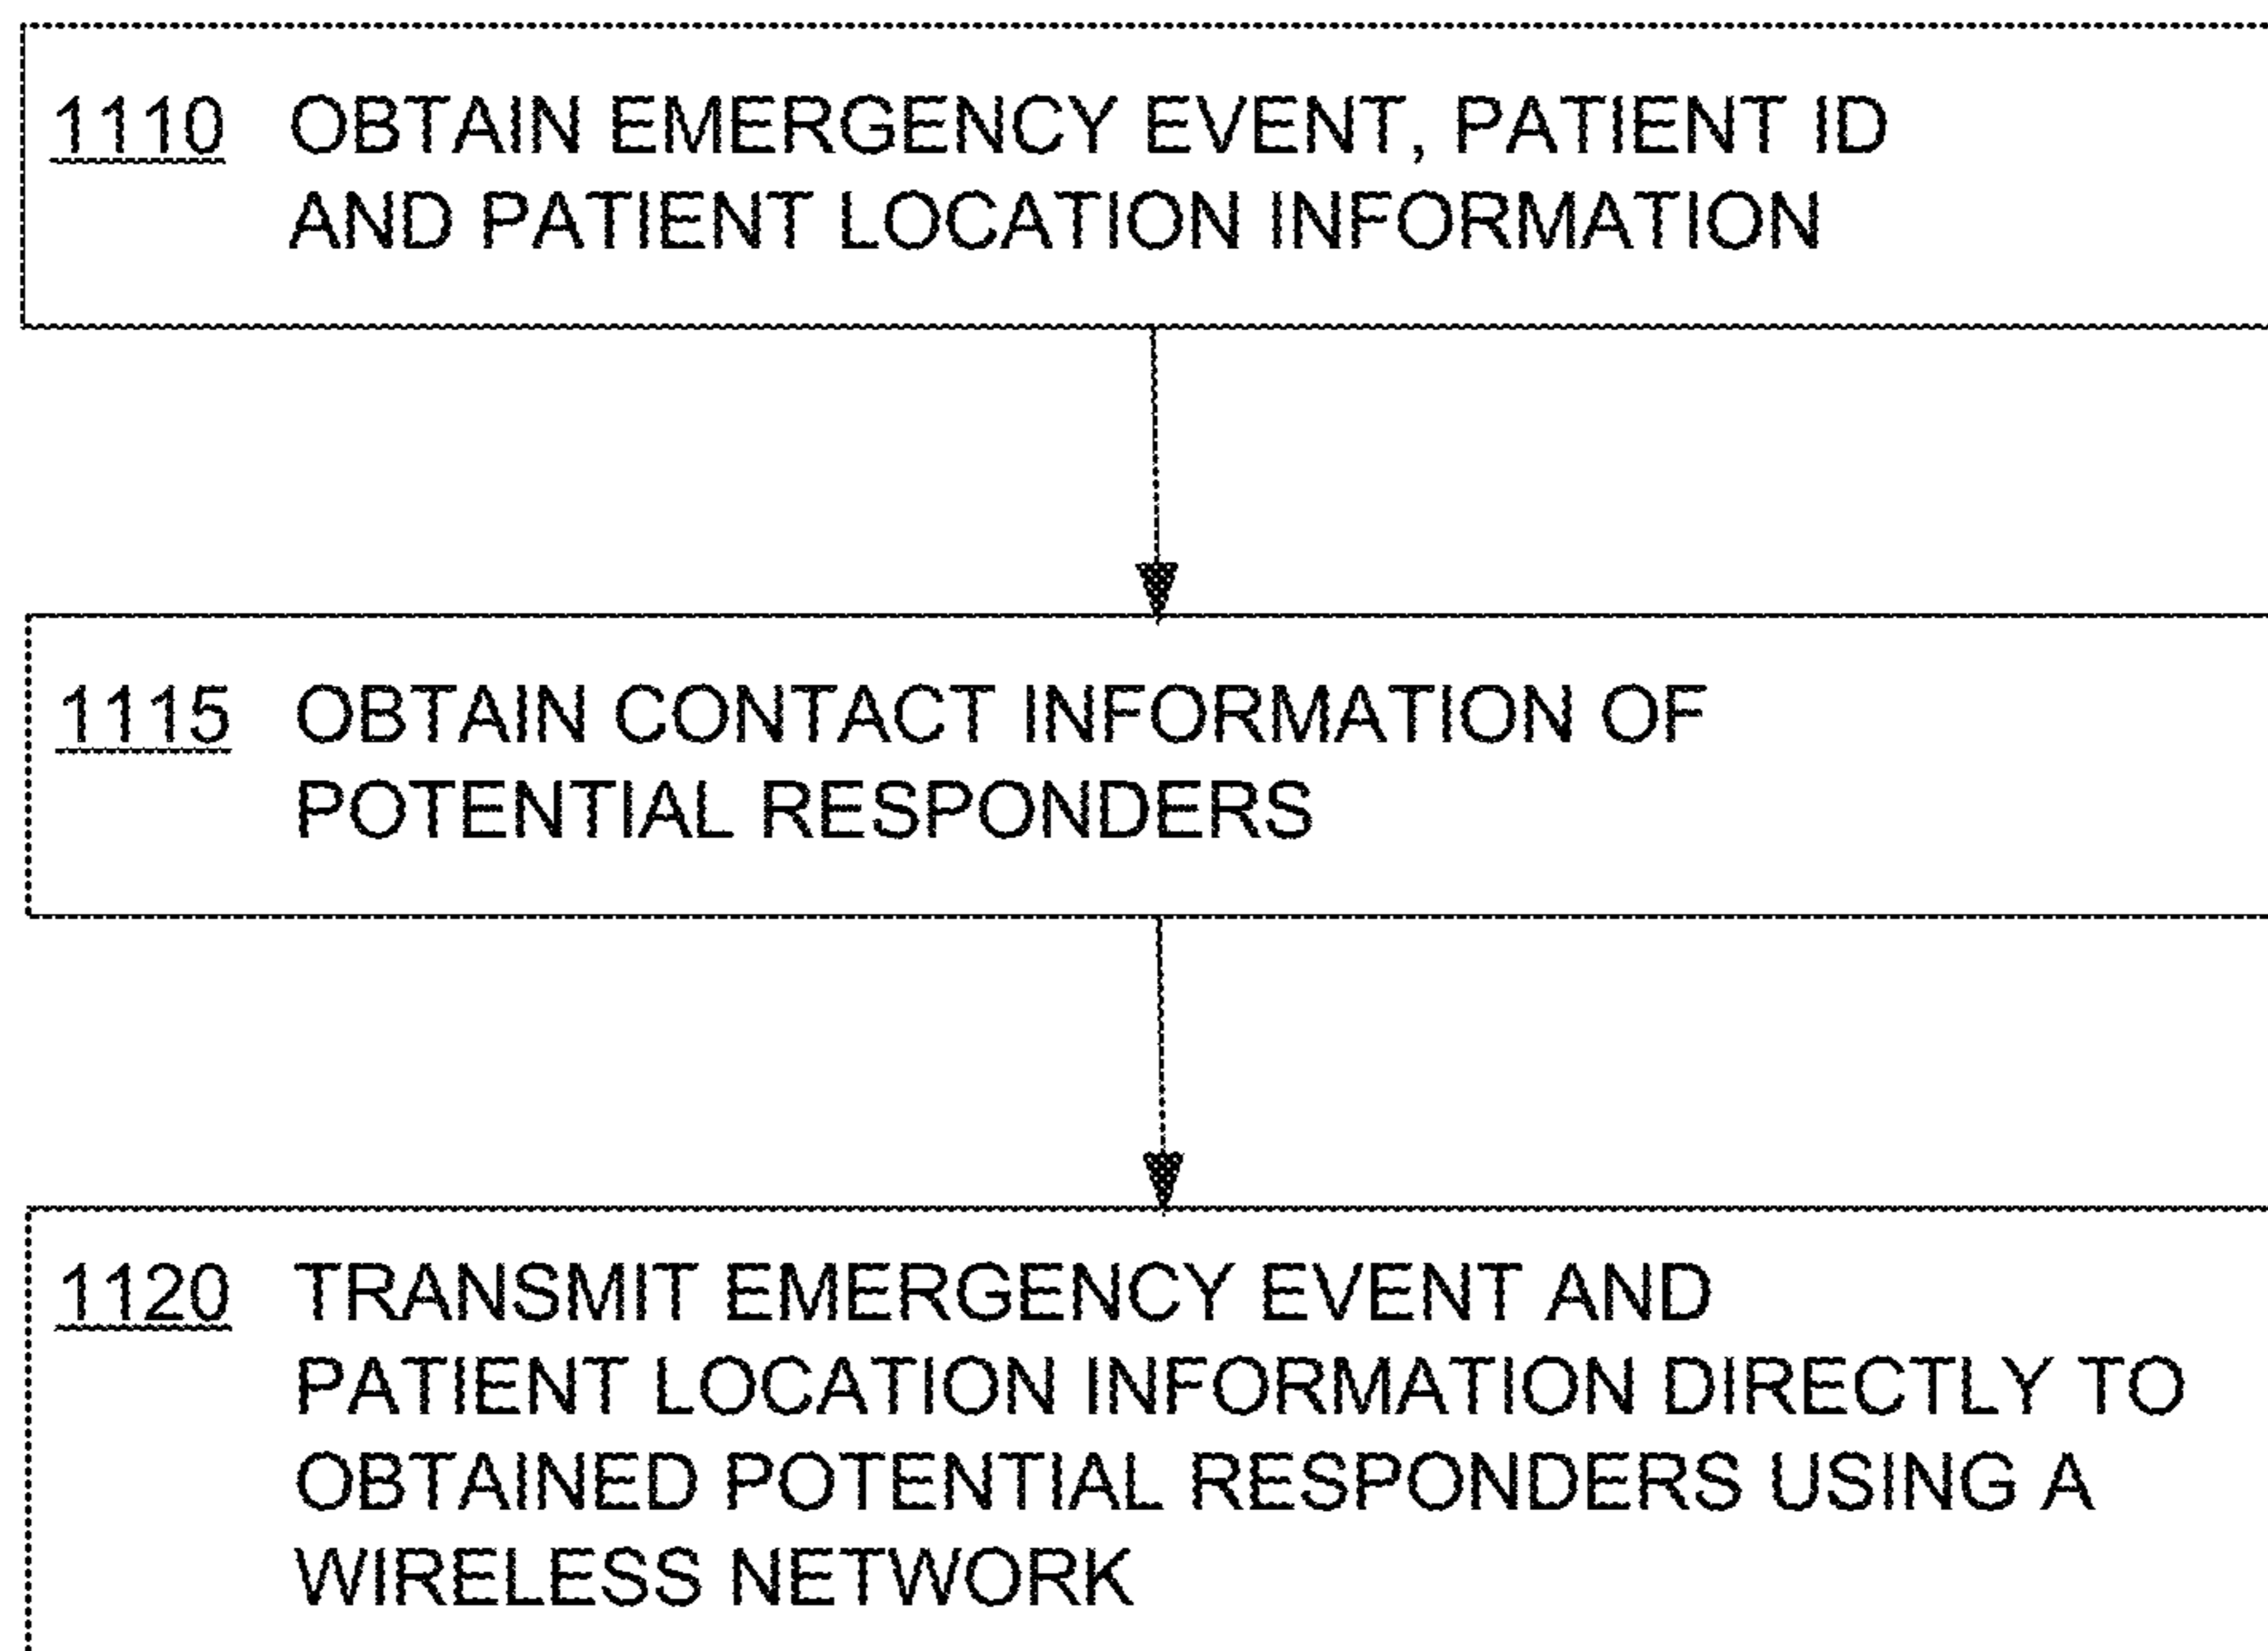 1110 OBTAIN EMERGENCY EVENT, PATIENT ID
AND PATIENT LOCATION INFORMATION
1115 OBTAIN CONTACT INFORMATION OF
POTENTIAL RESPONDERS
1120 TRANSMIT EMERGENCY EVENT AND
PATIENT LOCATION INFORMATION DIRECTLY TO
OBTAINED POTENTIAL RESPONDERS USING A
WIRELESS NETWORK